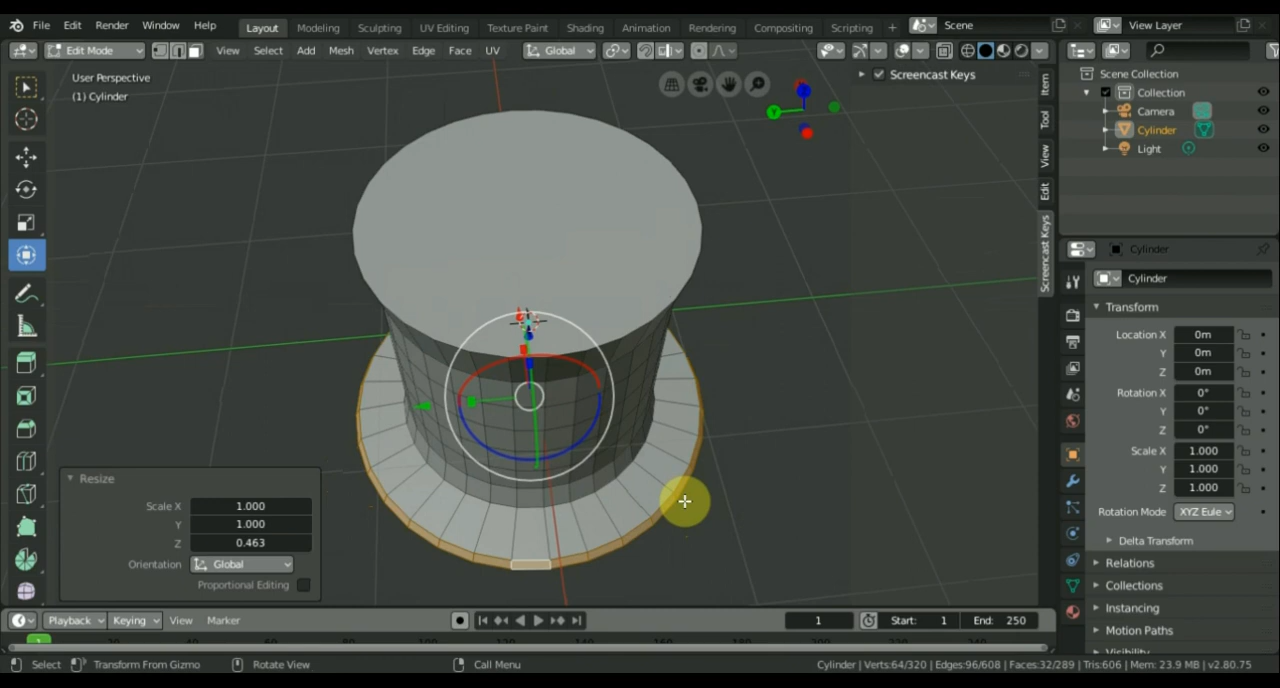 File Edit Render Window Help Layout Modeling Sculpting UV Editing Texture Paint Shading Animation Rendering Compositing Scripting + Scene View Layer
Edit Mode View Select Add Mesh Vertex Edge Face UV Global
User Perspective
(1) Cylinder
Screencast Keys
Item
Tool
View
Edit
Screencast Keys
Y
Scene Collection
Collection
Camera
Cylinder
Light
Cylinder
Cylinder
Transform
Location X 0m
Y 0m
Z 0m
Rotation X 0°
Y 0°
Z 0°
Scale X 1.000
Y 1.000
Z 1.000
Rotation Mode XYZ Eule
Delta Transform
Relations
Collections
Instancing
Motion Paths
Visibility
Resize
Scale X 1.000
Y 1.000
Z 0.463
Orientation Global
Proportional Editing
Playback Keying View Marker 1 Start: 1 End: 250
Select Transform From Gizmo Rotate View Call Menu Cylinder | Verts:64/320 | Edges:96/608 | Faces:32/289 | Tris:606 | Mem: 23.9 MB | v2.80.75